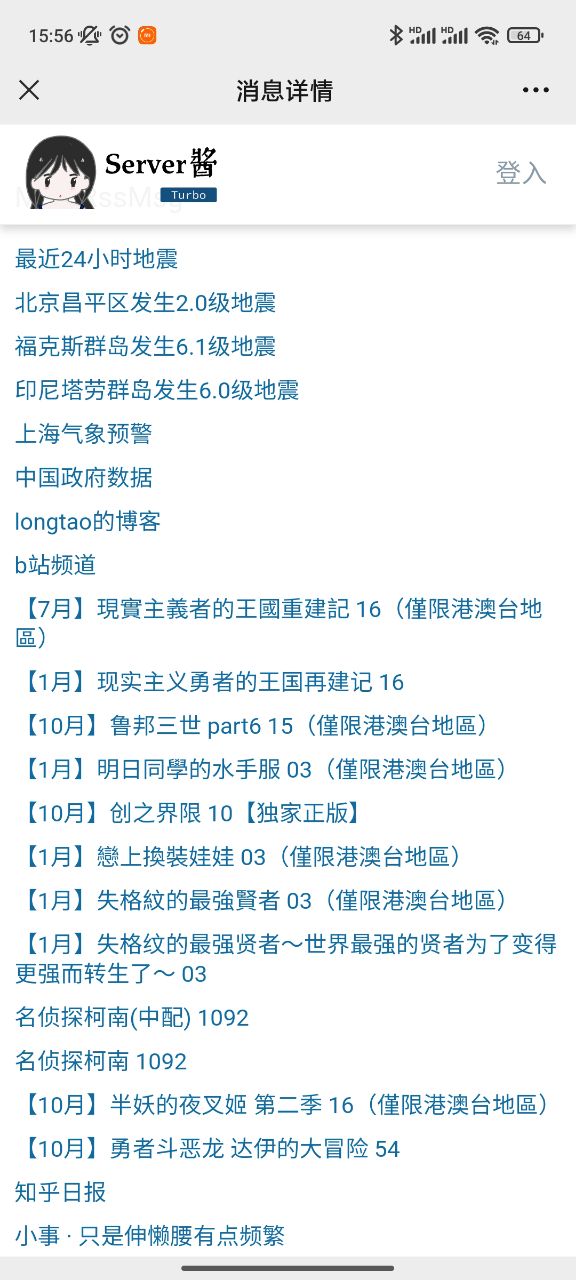 15:56
HD HD 64
消息详情
Server酱
Turbo
登入
最近24小时地震
北京昌平区发生2.0级地震
福克斯群岛发生6.1级地震
印尼塔劳群岛发生6.0级地震
上海气象预警
中国政府数据
longtao的博客
b站频道
【7月】現實主義者的王國重建記 16（僅限港澳台地
區）
【1月】现实主义勇者的王国再建记 16
【10月】鲁邦三世 part6 15（僅限港澳台地區）
【1月】明日同學的水手服 03（僅限港澳台地區）
【10月】创之界限 10【独家正版】
【1月】戀上換裝娃娃 03（僅限港澳台地區）
【1月】失格紋的最強賢者 03（僅限港澳台地區）
【1月】失格纹的最强贤者～世界最强的贤者为了变得
更强而转生了～ 03
名侦探柯南(中配) 1092
名侦探柯南 1092
【10月】半妖的夜叉姬 第二季 16（僅限港澳台地區）
【10月】勇者斗恶龙 达伊的大冒险 54
知乎日报
小事 · 只是伸懒腰有点频繁